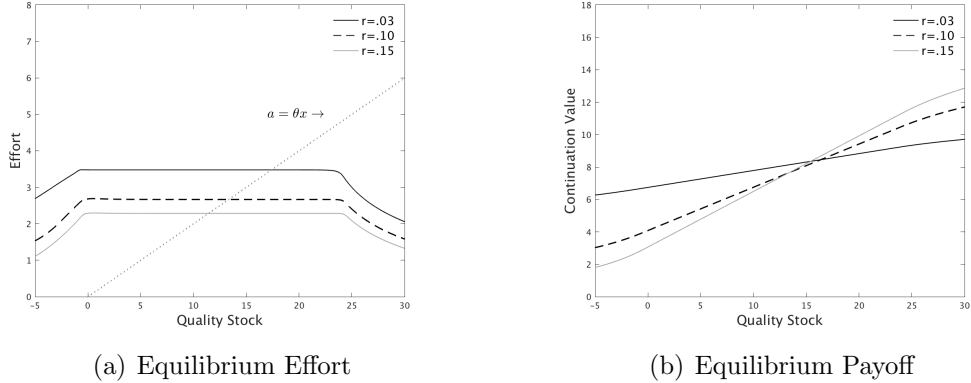 8
7
6
5
4
3
2
1
0
-5
0
5
10
15
20
25
30
Effort
Quality Stock
r=.03
r=.10
r=.15
a = θx →
(a) Equilibrium Effort
18
16
14
12
10
8
6
4
2
0
-5
0
5
10
15
20
25
30
Continuation Value
Quality Stock
r=.03
r=.10
r=.15
(b) Equilibrium Payoff